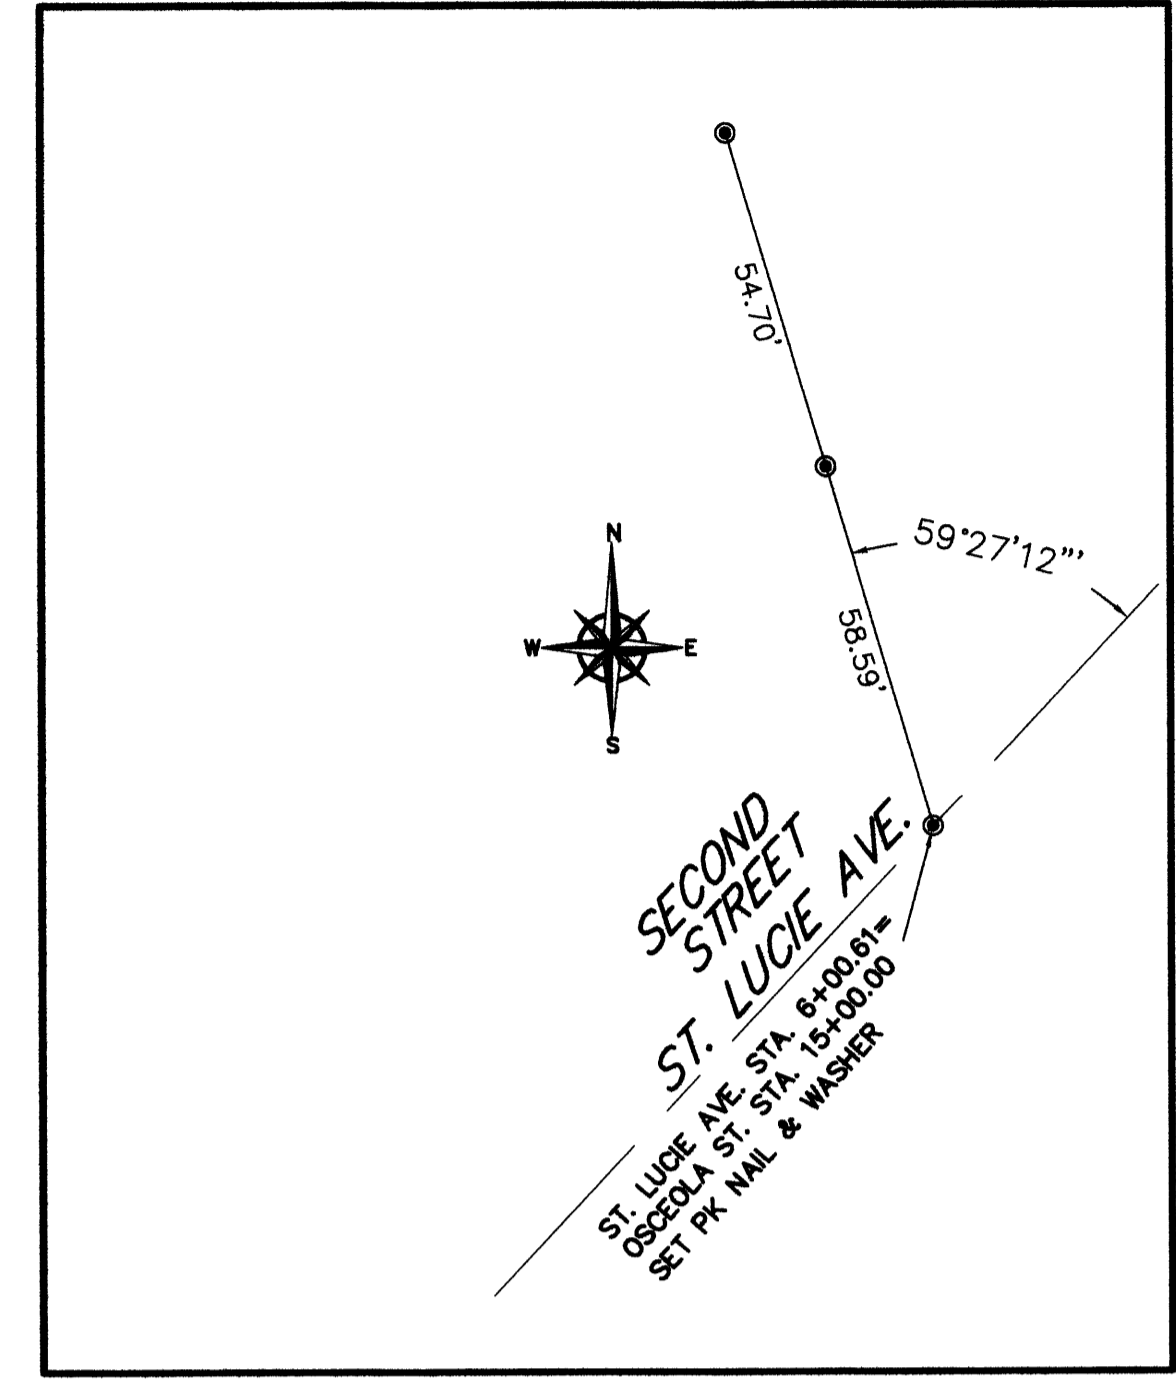 54.70'
N
59°27'12"'
58.59'
W E
S
SECOND
STREET
ST. LUCIE AVE.
ST. LUCIE AVE. STA. 6+00.61=
OSCEOLA ST. STA. 15+00.00
SET PK NAIL & WASHER